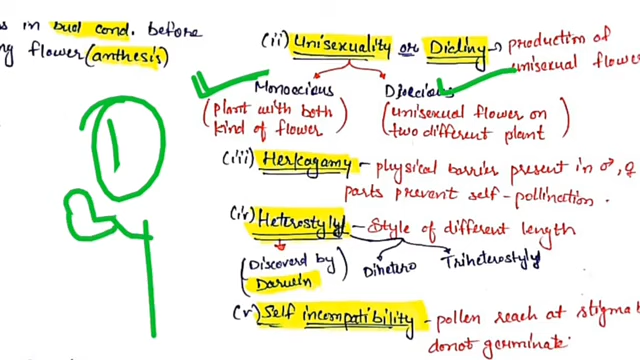 s in bud cond. before
ng flower (anthesis)
(ii) Unisexuality or Dicliny → production of
unisexual flower
Monoecious
Dioecious
(plant with both
kind of flower)
(unisexual flower on
two different plant)
(iii) Herkagamy - physical barrier present in ♂, ♀
parts prevent self-pollination.
(iv) Heterostyly - Style of different length
(Discovered by
Darwin)
Dihetero
Triheterostyly
(v) Self incompatibility - pollen reach at stigma b
donot germinate